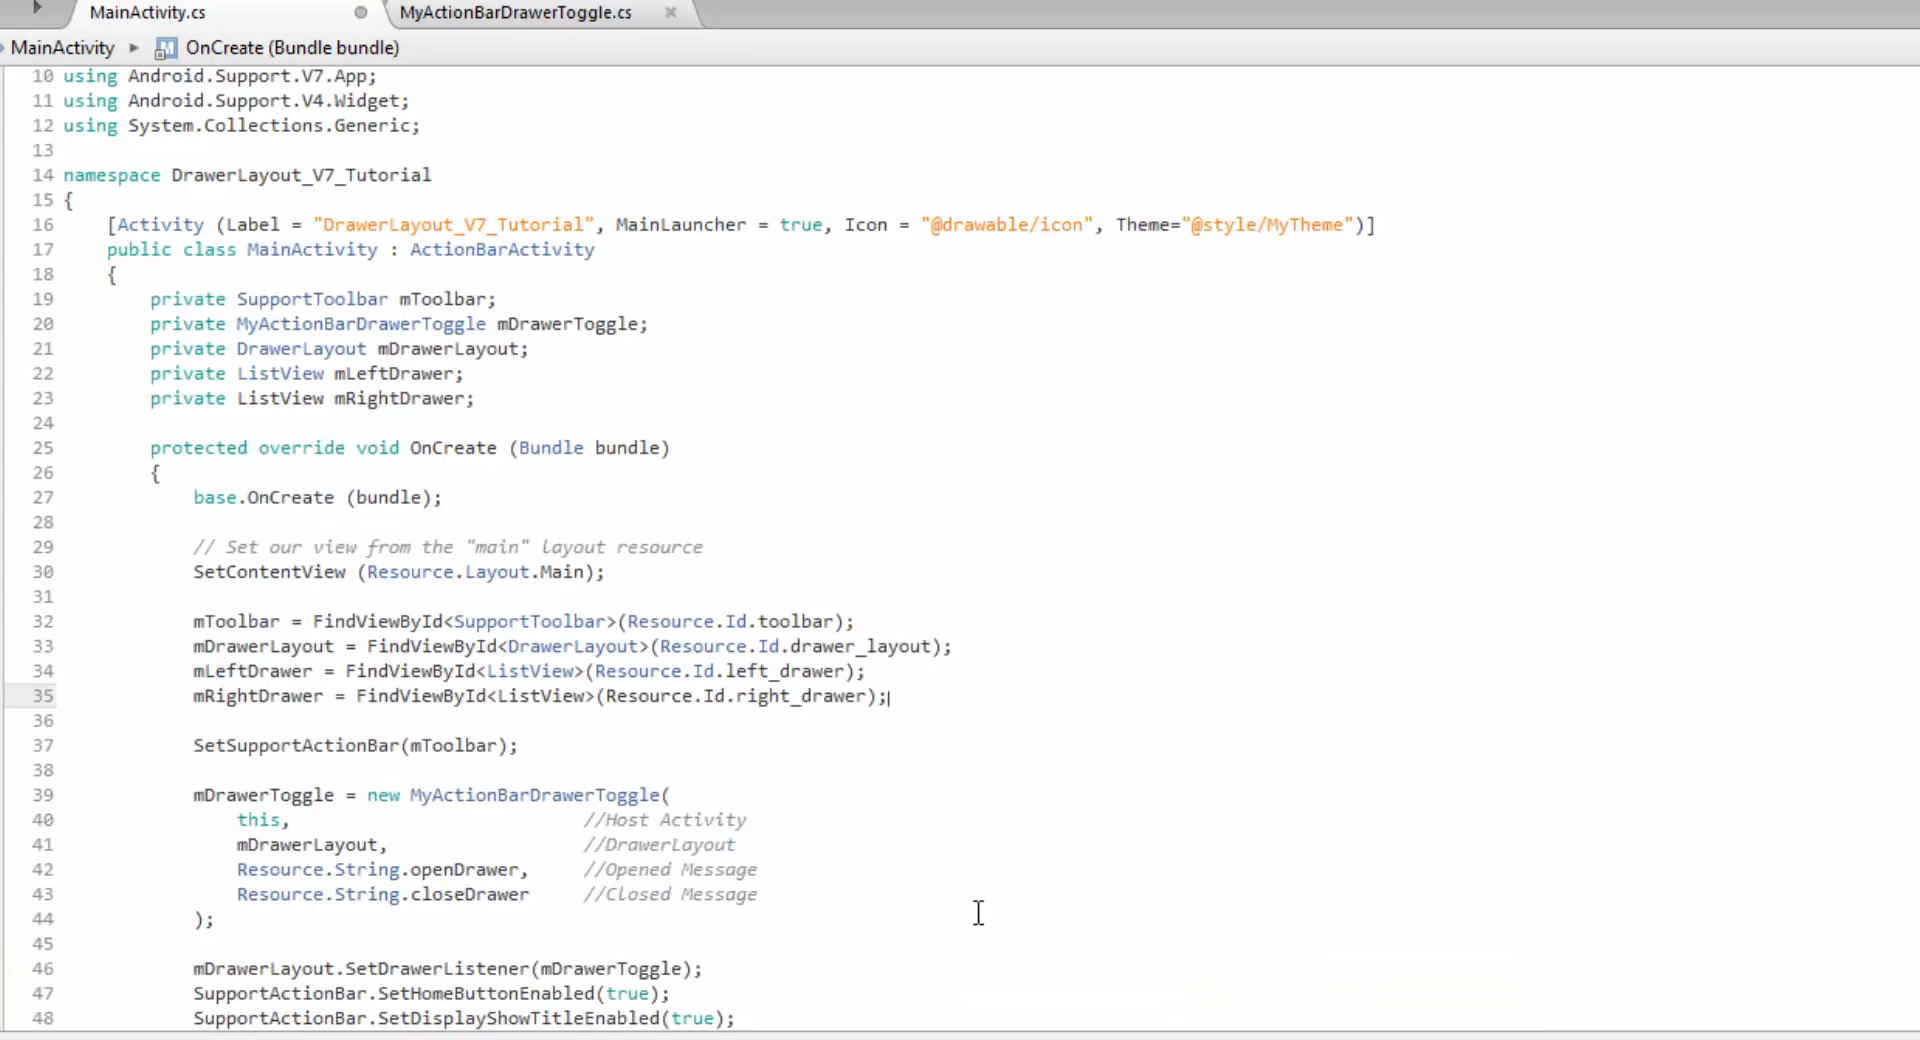 MainActivity.cs MyActionBarDrawerToggle.cs
MainActivity OnCreate (Bundle bundle)
10 using Android.Support.V7.App;
11 using Android.Support.V4.Widget;
12 using System.Collections.Generic;
13
14 namespace DrawerLayout_V7_Tutorial
15 {
16 [Activity (Label = "DrawerLayout_V7_Tutorial", MainLauncher = true, Icon = "@drawable/icon", Theme="@style/MyTheme")]
17 public class MainActivity : ActionBarActivity
18 {
19 private SupportToolbar mToolbar;
20 private MyActionBarDrawerToggle mDrawerToggle;
21 private DrawerLayout mDrawerLayout;
22 private ListView mLeftDrawer;
23 private ListView mRightDrawer;
24
25 protected override void OnCreate (Bundle bundle)
26 {
27 base.OnCreate (bundle);
28
29 // Set our view from the "main" layout resource
30 SetContentView (Resource.Layout.Main);
31
32 mToolbar = FindViewById<SupportToolbar>(Resource.Id.toolbar);
33 mDrawerLayout = FindViewById<DrawerLayout>(Resource.Id.drawer_layout);
34 mLeftDrawer = FindViewById<ListView>(Resource.Id.left_drawer);
35 mRightDrawer = FindViewById<ListView>(Resource.Id.right_drawer);
36
37 SetSupportActionBar(mToolbar);
38
39 mDrawerToggle = new MyActionBarDrawerToggle(
40 this, //Host Activity
41 mDrawerLayout, //DrawerLayout
42 Resource.String.openDrawer, //Opened Message
43 Resource.String.closeDrawer //Closed Message
44 );
45
46 mDrawerLayout.SetDrawerListener(mDrawerToggle);
47 SupportActionBar.SetHomeButtonEnabled(true);
48 SupportActionBar.SetDisplayShowTitleEnabled(true);